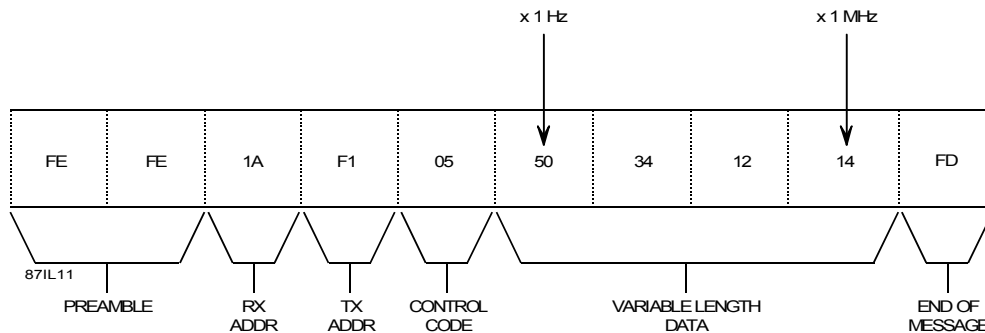 x 1 Hz x 1 MHz
FE FE 1A F1 05 50 34 12 14 FD
87IL11
PREAMBLE RX TX CONTROL VARIABLE LENGTH END OF
ADDR ADDR CODE DATA MESSAGE